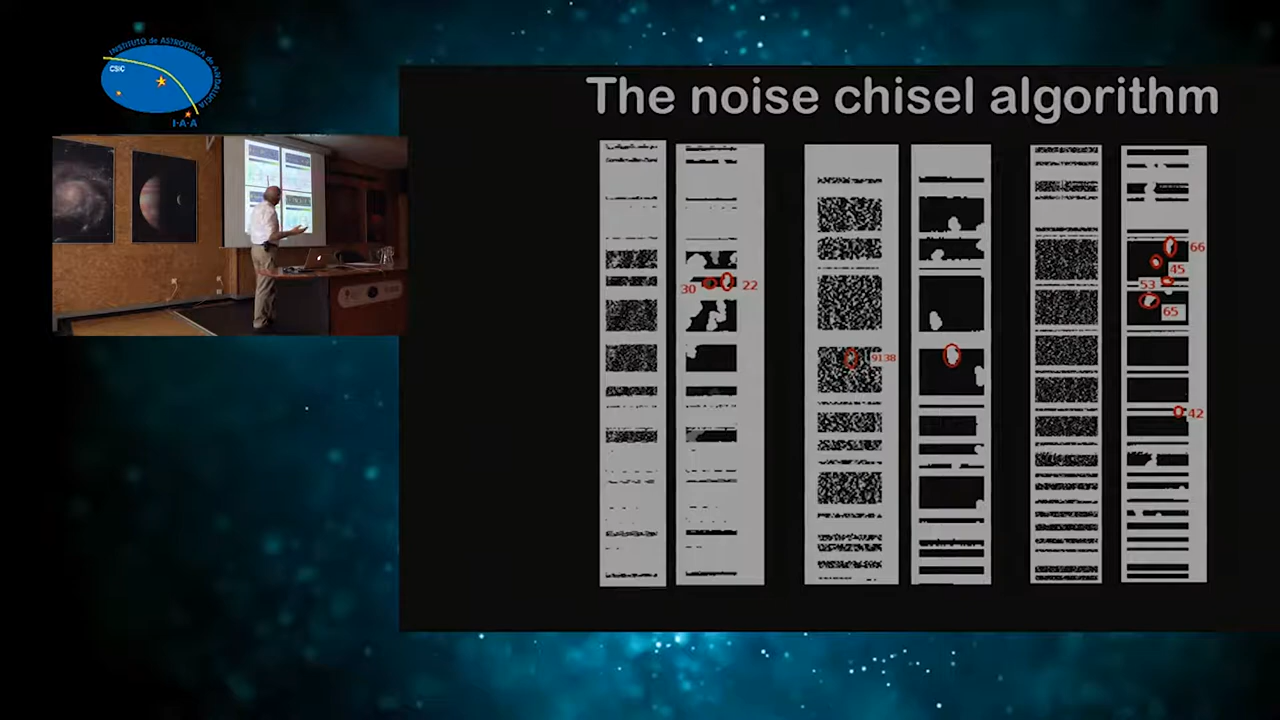 INSTITUTO de ASTROFÍSICA de ANDALUCÍA
CSIC
I·A·A
The noise chisel algorithm
66
45
30
22
53
65
9138
42